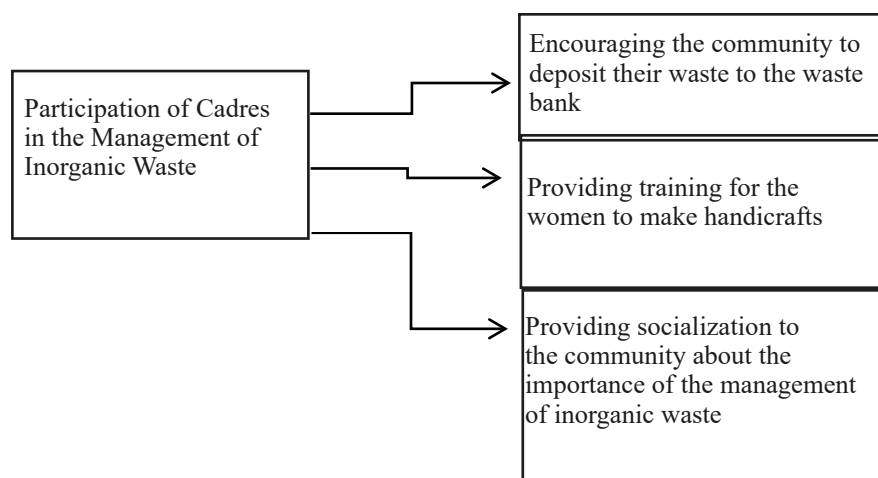 Participation of Cadres
in the Management of
Inorganic Waste
Encouraging the community to
deposit their waste to the waste
bank
Providing training for the
women to make handicrafts
Providing socialization to
the community about the
importance of the management
of inorganic waste